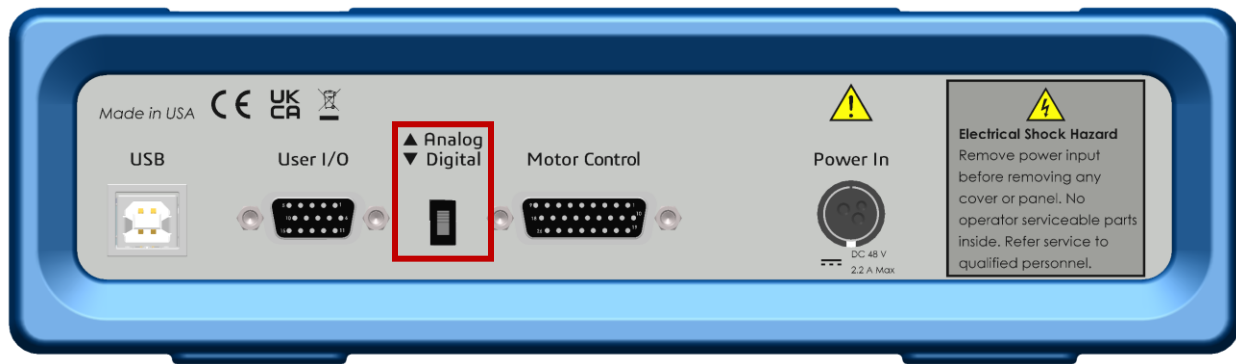 Made in USA CE UK
CA
▲ Analog
▼ Digital
USB
User I/O
Motor Control
Power In
DC 48 V
2.2 A Max
Electrical Shock Hazard
Remove power input
before removing any
cover or panel. No
operator serviceable parts
inside. Refer service to
qualified personnel.